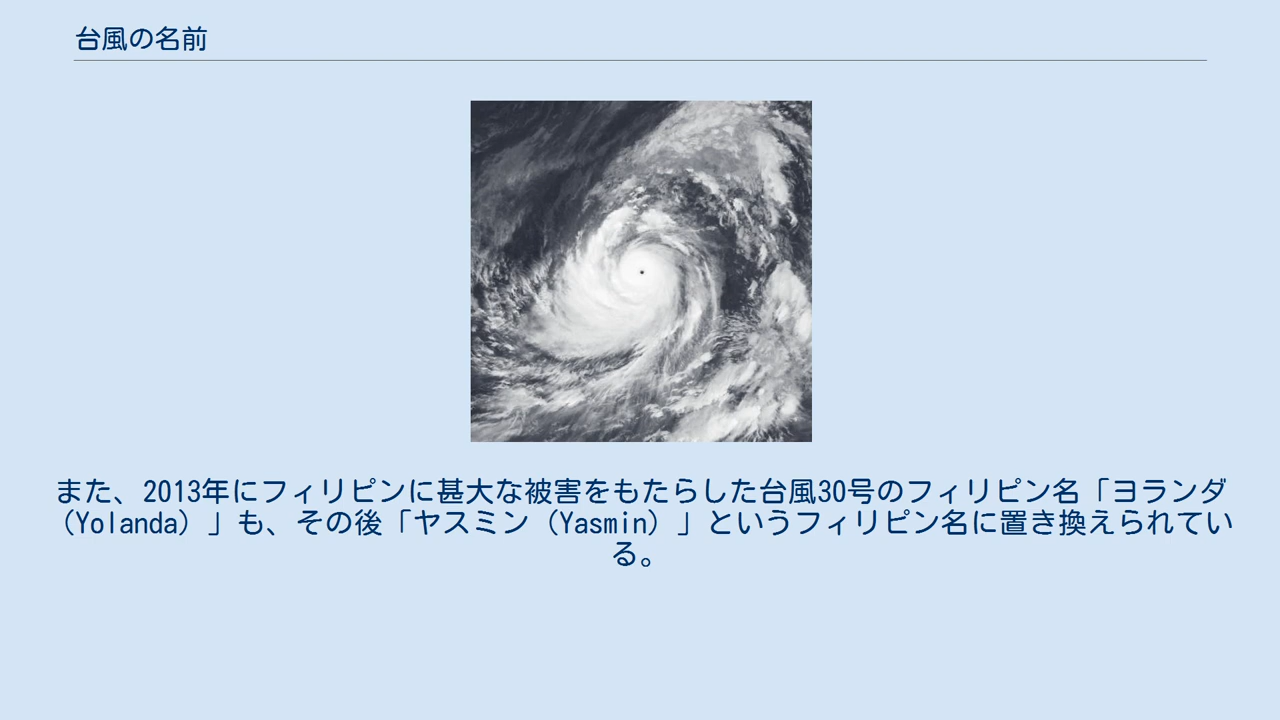 台風の名前
また、2013年にフィリピンに甚大な被害をもたらした台風30号のフィリピン名「ヨランダ
（Yolanda）」も、その後「ヤスミン（Yasmin）」というフィリピン名に置き換えられてい
る。